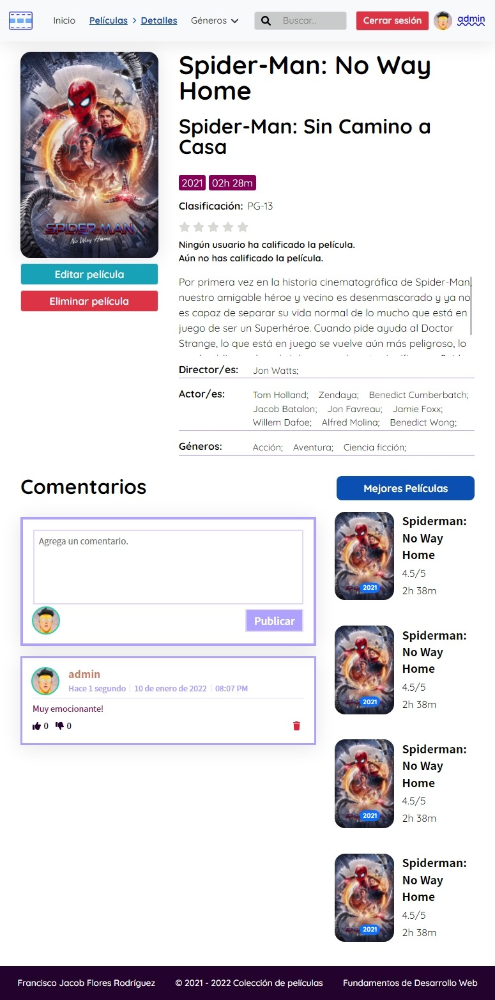 Inicio Películas > Detalles Géneros Buscar... Cerrar sesión admin
SPIDER-MAN
No Way Home
Editar película
Eliminar película
Spider-Man: No Way
Home
Spider-Man: Sin Camino a
Casa
2021 02h 28m
Clasificación: PG-13
Ningún usuario ha calificado la película.
Aún no has calificado la película.
Por primera vez en la historia cinematográfica de Spider-Man,
nuestro amigable héroe y vecino es desenmascarado y ya no
es capaz de separar su vida normal de lo mucho que está en
juego de ser un Superhéroe. Cuando pide ayuda al Doctor
Strange, lo que está en juego se vuelve aún más peligroso, lo
Director/es: Jon Watts;
Actor/es: Tom Holland; Zendaya; Benedict Cumberbatch;
Jacob Batalon; Jon Favreau; Jamie Foxx;
Willem Dafoe; Alfred Molina; Benedict Wong;
Géneros: Acción; Aventura; Ciencia ficción;
Comentarios
Agrega un comentario.
Publicar
admin
Hace 1 segundo 10 de enero de 2022 08:07 PM
Muy emocionante!
0 0
Mejores Películas
Spiderman:
No Way
Home
4.5/5
2h 38m
2021
Spiderman:
No Way
Home
4.5/5
2h 38m
2021
Spiderman:
No Way
Home
4.5/5
2h 38m
2021
Spiderman:
No Way
Home
4.5/5
2h 38m
2021
Francisco Jacob Flores Rodríguez © 2021 - 2022 Colección de películas Fundamentos de Desarrollo Web